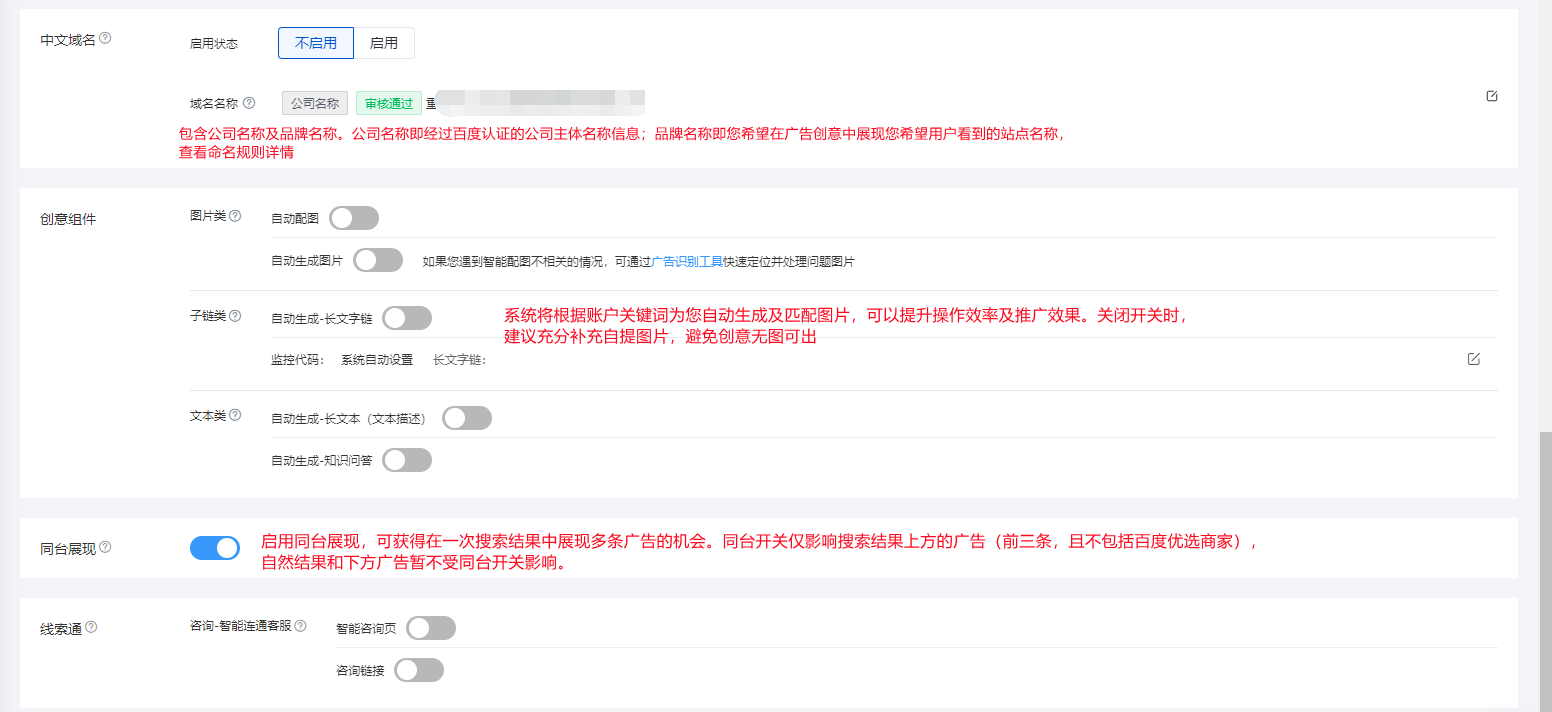 中文域名
启用状态 不启用 启用
域名名称 公司名称 审核通过 重
包含公司名称及品牌名称。公司名称即经过百度认证的公司主体名称信息；品牌名称即您希望在广告创意中展现您希望用户看到的站点名称，
查看命名规则详情
创意组件
图片类 自动配图
自动生成图片 如果您遇到智能配图不相关的情况，可通过广告识别工具快速定位并处理问题图片
子链类 自动生成-长文字链
系统将根据账户关键词为您自动生成及匹配图片，可以提升操作效率及推广效果。关闭开关时，
建议充分补充自提图片，避免创意无图可出
监控代码： 系统自动设置 长文字链：
文本类 自动生成-长文本（文本描述）
自动生成-知识问答
同台展现
启用同台展现，可获得在一次搜索结果中展现多条广告的机会。同台开关仅影响搜索结果上方的广告（前三条，且不包括百度优选商家），
自然结果和下方广告暂不受同台开关影响。
线索通 咨询-智能连通客服 智能咨询页
咨询链接